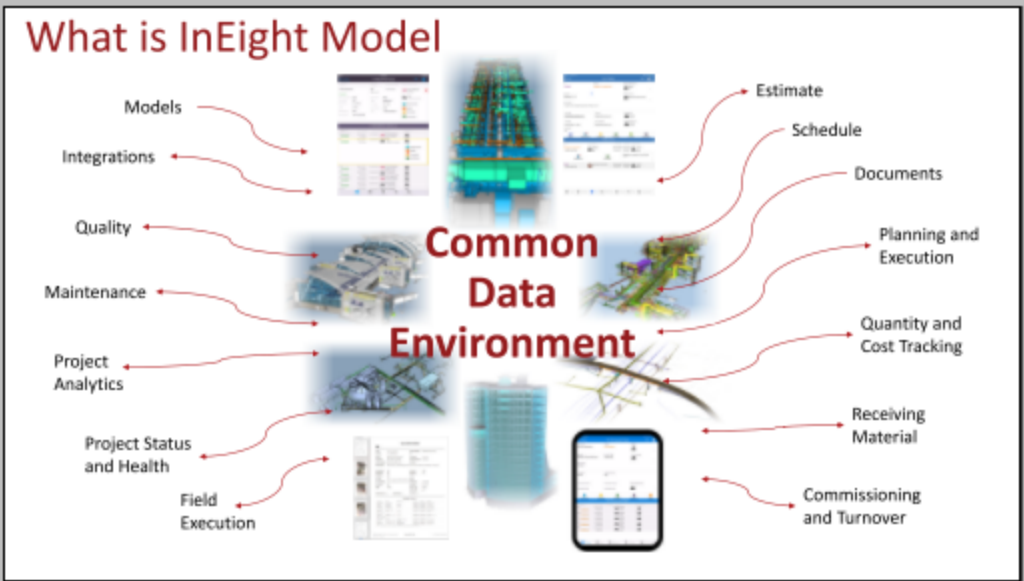 What is InEight Model
Models
Integrations
Quality
Maintenance
Project
Analytics
Project Status
and Health
Field
Execution
Common
Data
Environment
Estimate
Schedule
Documents
Planning and
Execution
Quantity and
Cost Tracking
Receiving
Material
Commissioning
and Turnover